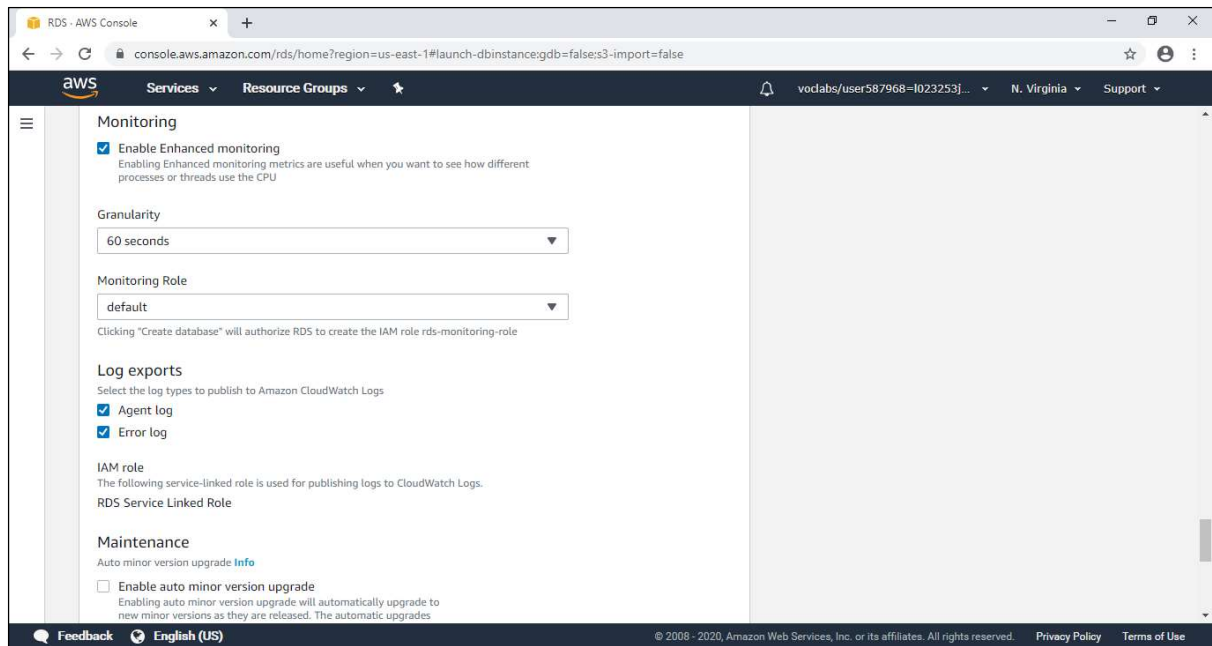 RDS - AWS Console
console.aws.amazon.com/rds/home?region=us-east-1#launch-dbinstance:gdb=false;s3-import=false
aws Services Resource Groups voclabs/user587968=l023253j... N. Virginia Support
Monitoring
Enable Enhanced monitoring
Enabling Enhanced monitoring metrics are useful when you want to see how different
processes or threads use the CPU
Granularity
60 seconds
Monitoring Role
default
Clicking "Create database" will authorize RDS to create the IAM role rds-monitoring-role
Log exports
Select the log types to publish to Amazon CloudWatch Logs
Agent log
Error log
IAM role
The following service-linked role is used for publishing logs to CloudWatch Logs.
RDS Service Linked Role
Maintenance
Auto minor version upgrade Info
Enable auto minor version upgrade
Enabling auto minor version upgrade will automatically upgrade to
new minor versions as they are released. The automatic upgrades
Feedback English (US) © 2008 - 2020, Amazon Web Services, Inc. or its affiliates. All rights reserved. Privacy Policy Terms of Use